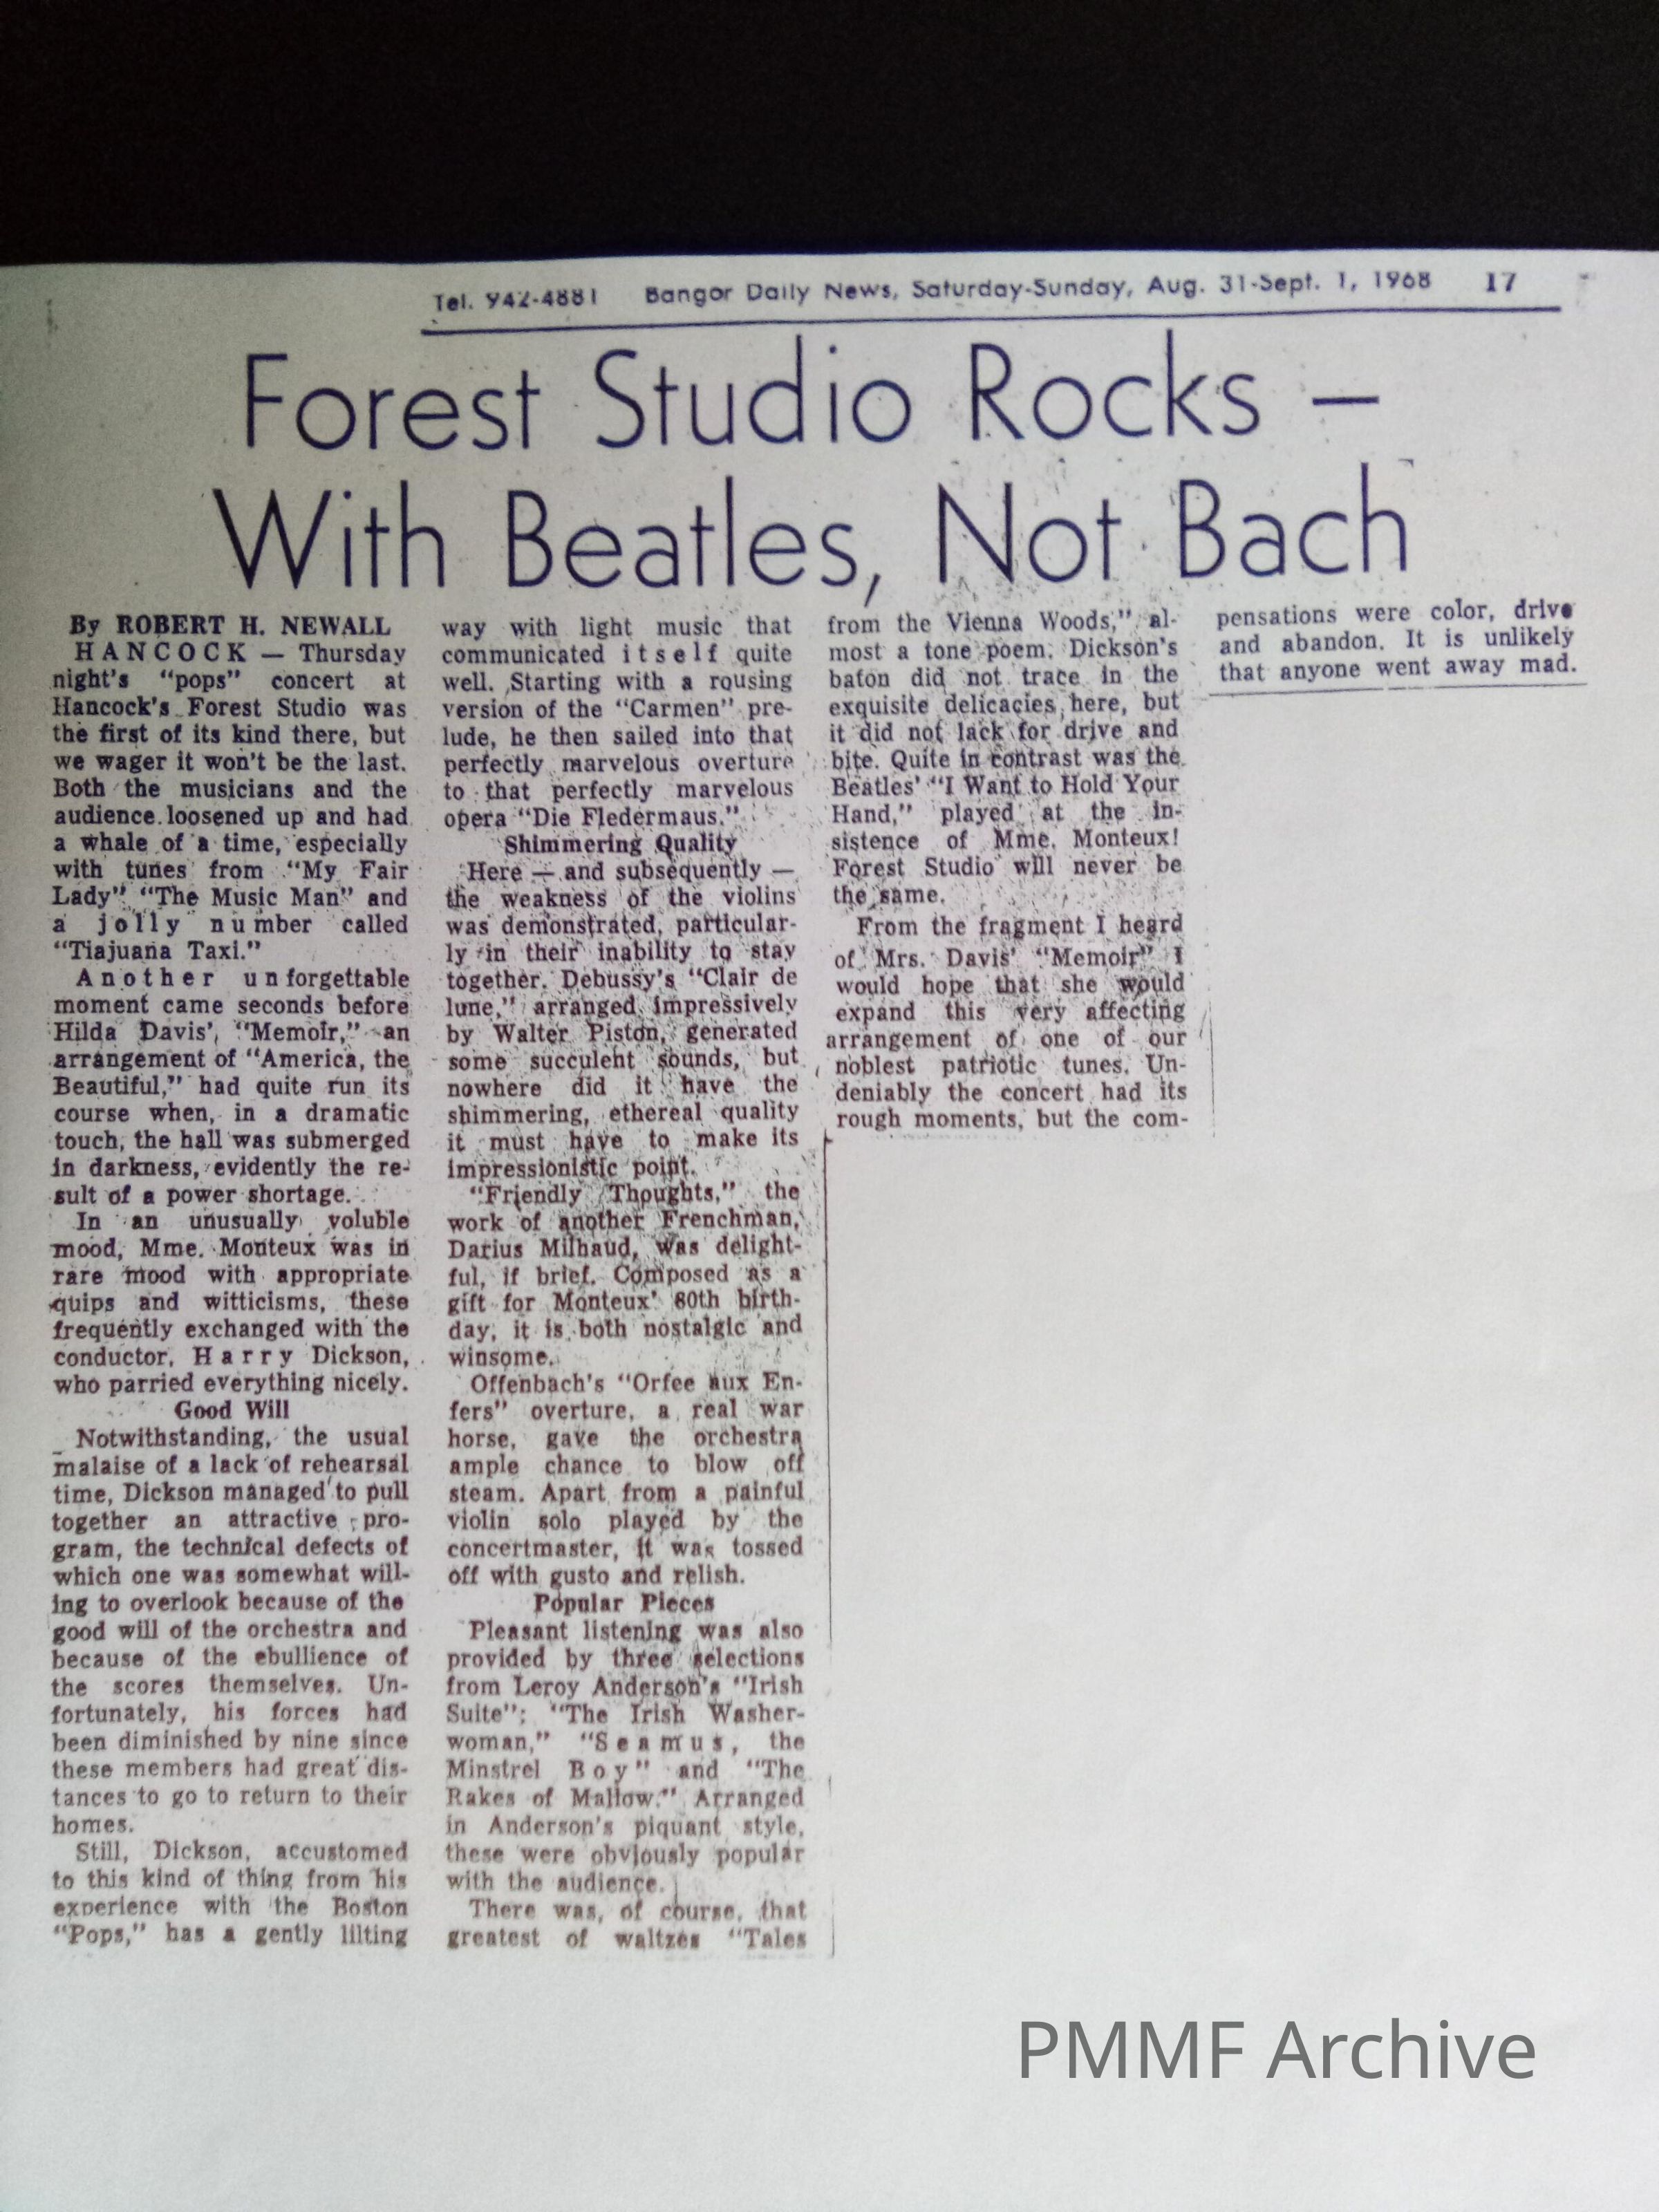 Tel. 942-4881 Bangor Daily News, Saturday-Sunday, Aug. 31-Sept. 1, 1968 17
Forest Studio Rocks —
With Beatles, Not Bach
By ROBERT H. NEWALL
HANCOCK — Thursday
night's "pops" concert at
Hancock's Forest Studio was
the first of its kind there, but
we wager it won't be the last.
Both the musicians and the
audience loosened up and had
a whale of a time, especially
with tunes from "My Fair
Lady" "The Music Man" and
a jolly number called
"Tiajuana Taxi."
Another unforgettable
moment came seconds before
Hilda Davis', "Memoir," an
arrangement of "America, the
Beautiful," had quite run its
course when, in a dramatic
touch, the hall was submerged
in darkness, evidently the re-
sult of a power shortage.
In an unusually voluble
mood, Mme. Monteux was in
rare mood with appropriate
quips and witticisms, these
frequently exchanged with the
conductor, Harry Dickson,
who parried everything nicely.
Good Will
Notwithstanding, the usual
malaise of a lack of rehearsal
time, Dickson managed to pull
together an attractive pro-
gram, the technical defects of
which one was somewhat will-
ing to overlook because of the
good will of the orchestra and
because of the ebullience of
the scores themselves. Un-
fortunately, his forces had
been diminished by nine since
these members had great dis-
tances to go to return to their
homes.
Still, Dickson, accustomed
to this kind of thing from his
experience with the Boston
"Pops," has a gently lilting
way with light music that
communicated itself quite
well. Starting with a rousing
version of the "Carmen" pre-
lude, he then sailed into that
perfectly marvelous overture
to that perfectly marvelous
opera "Die Fledermaus."
Shimmering Quality
Here — and subsequently —
the weakness of the violins
was demonstrated, particular-
ly in their inability to stay
together. Debussy's "Clair de
lune," arranged impressively
by Walter Piston, generated
some succulent sounds, but
nowhere did it have the
shimmering, ethereal quality
it must have to make its
impressionistic point.
"Friendly Thoughts," the
work of another Frenchman,
Darius Milhaud, was delight-
ful, if brief. Composed as a
gift for Monteux' 80th birth-
day, it is both nostalgic and
winsome.
Offenbach's "Orfee aux En-
fers" overture, a real war
horse, gave the orchestra
ample chance to blow off
steam. Apart from a painful
violin solo played by the
concertmaster, it was tossed
off with gusto and relish.
Popular Pieces
Pleasant listening was also
provided by three selections
from Leroy Anderson's "Irish
Suite": "The Irish Washer-
woman," "Seamus, the
Minstrel Boy" and "The
Rakes of Mallow." Arranged
in Anderson's piquant style,
these were obviously popular
with the audience.
There was, of course, that
greatest of waltzes "Tales
from the Vienna Woods," al-
most a tone poem. Dickson's
baton did not trace in the
exquisite delicacies here, but
it did not lack for drive and
bite. Quite in contrast was the
Beatles' "I Want to Hold Your
Hand," played at the in-
sistence of Mme. Monteux!
Forest Studio will never be
the same.
From the fragment I heard
of Mrs. Davis' "Memoir" I
would hope that she would
expand this very affecting
arrangement of one of our
noblest patriotic tunes. Un-
deniably the concert had its
rough moments, but the com-
pensations were color, drive
and abandon. It is unlikely
that anyone went away mad.
PMMF Archive